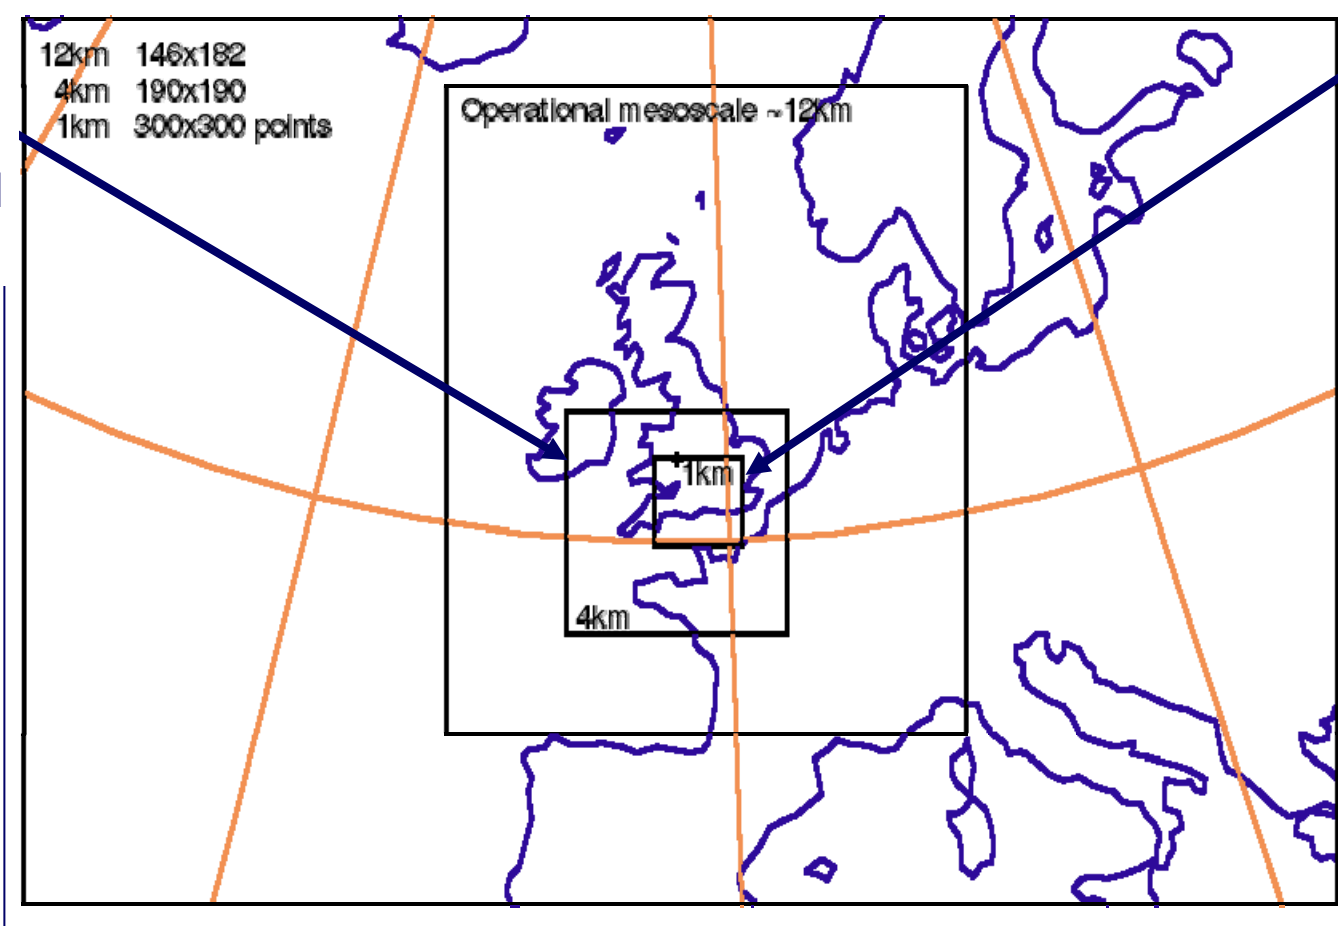 12km 146x182
4km 190x190
1km 300x300 points
Operational mesoscale ~12km
1km
4km